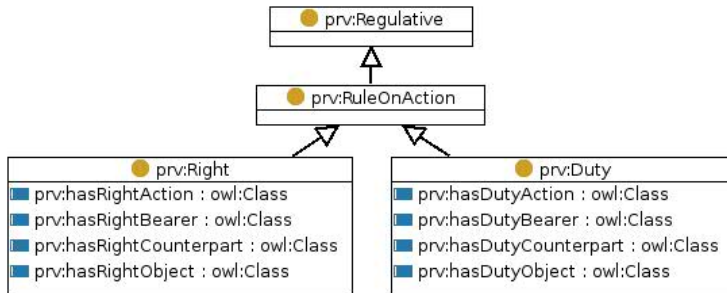 prv:Regulative
prv:RuleOnAction
prv:Right
prv:hasRightAction : owl:Class
prv:hasRightBearer : owl:Class
prv:hasRightCounterpart : owl:Class
prv:hasRightObject : owl:Class
prv:Duty
prv:hasDutyAction : owl:Class
prv:hasDutyBearer : owl:Class
prv:hasDutyCounterpart : owl:Class
prv:hasDutyObject : owl:Class